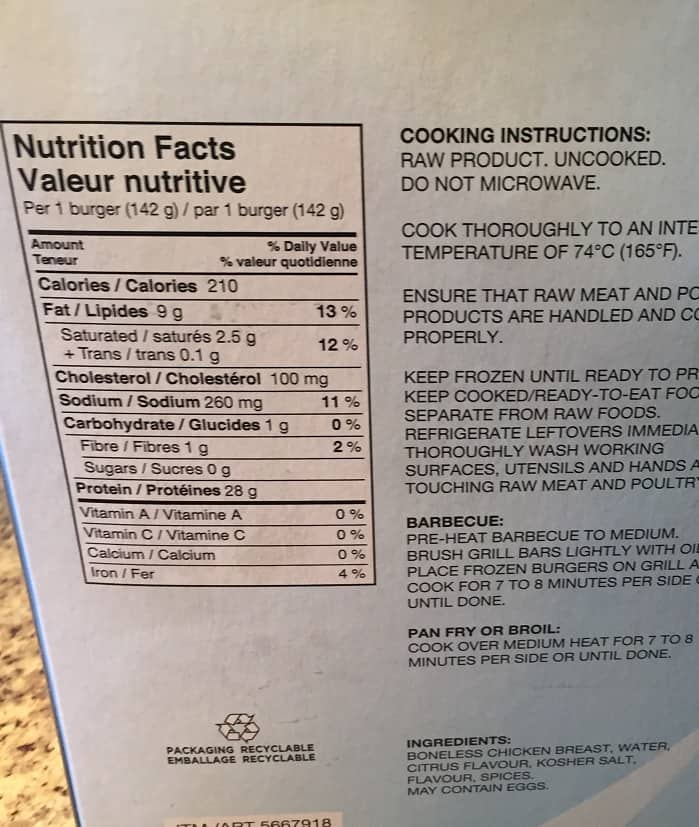 Nutrition Facts
Valeur nutritive
Per 1 burger (142 g) / par 1 burger (142 g)
Amount % Daily Value
Teneur % valeur quotidienne
Calories / Calories 210
Fat / Lipides 9 g 13 %
Saturated / saturés 2.5 g
+ Trans / trans 0.1 g 12 %
Cholesterol / Cholestérol 100 mg
Sodium / Sodium 260 mg 11 %
Carbohydrate / Glucides 1 g 0 %
Fibre / Fibres 1 g 2 %
Sugars / Sucres 0 g
Protein / Protéines 28 g
Vitamin A / Vitamine A 0 %
Vitamin C / Vitamine C 0 %
Calcium / Calcium 0 %
Iron / Fer 4 %
PACKAGING RECYCLABLE
EMBALLAGE RECYCLABLE
5667918
COOKING INSTRUCTIONS:
RAW PRODUCT. UNCOOKED.
DO NOT MICROWAVE.
COOK THOROUGHLY TO AN INTE
TEMPERATURE OF 74°C (165°F).
ENSURE THAT RAW MEAT AND PO
PRODUCTS ARE HANDLED AND CO
PROPERLY.
KEEP FROZEN UNTIL READY TO PR
KEEP COOKED/READY-TO-EAT FOO
SEPARATE FROM RAW FOODS.
REFRIGERATE LEFTOVERS IMMEDIA
THOROUGHLY WASH WORKING
SURFACES, UTENSILS AND HANDS A
TOUCHING RAW MEAT AND POULTRY
BARBECUE:
PRE-HEAT BARBECUE TO MEDIUM.
BRUSH GRILL BARS LIGHTLY WITH OIL
PLACE FROZEN BURGERS ON GRILL A
COOK FOR 7 TO 8 MINUTES PER SIDE
UNTIL DONE.
PAN FRY OR BROIL:
COOK OVER MEDIUM HEAT FOR 7 TO 8
MINUTES PER SIDE OR UNTIL DONE.
INGREDIENTS:
BONELESS CHICKEN BREAST, WATER,
CITRUS FLAVOUR, KOSHER SALT,
FLAVOUR, SPICES.
MAY CONTAIN EGGS.